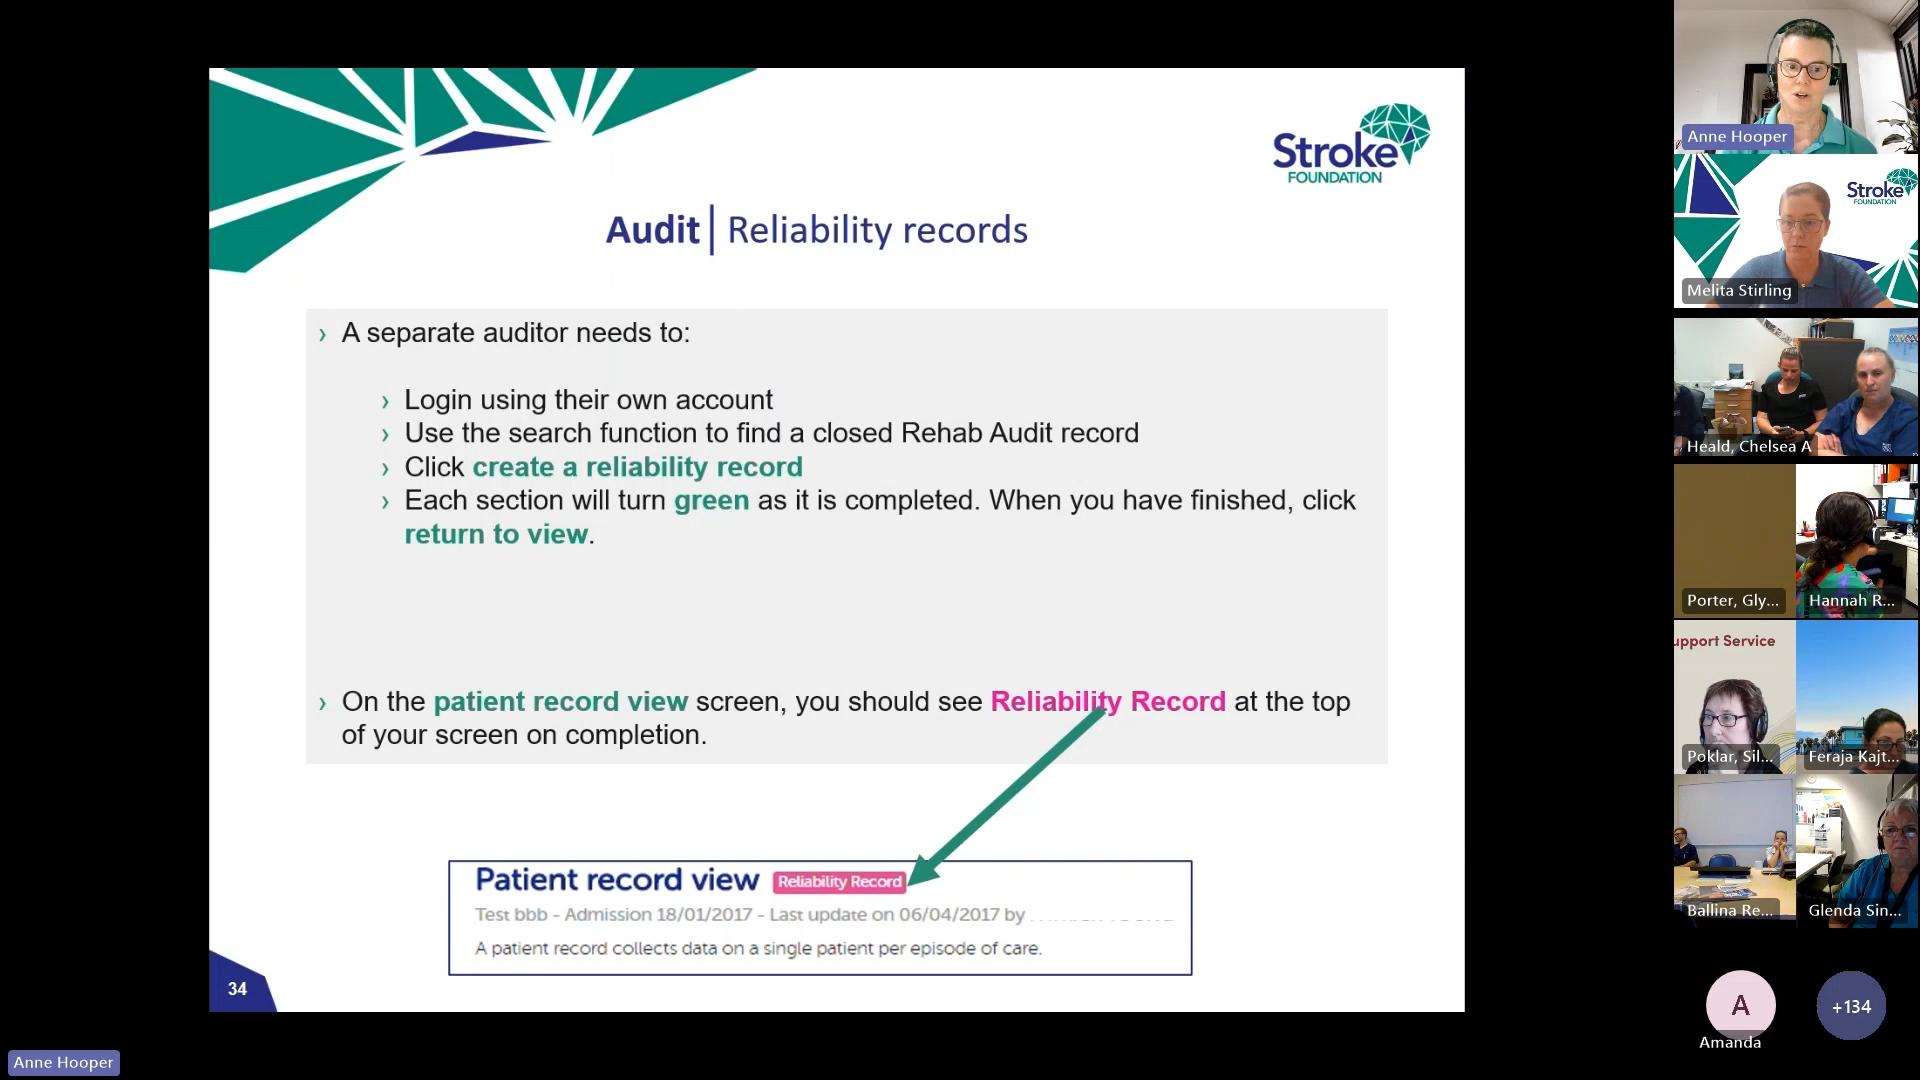 Stroke
FOUNDATION
Audit | Reliability records
› A separate auditor needs to:
› Login using their own account
› Use the search function to find a closed Rehab Audit record
› Click create a reliability record
› Each section will turn green as it is completed. When you have finished, click
return to view.
› On the patient record view screen, you should see Reliability Record at the top
of your screen on completion.
Patient record view Reliability Record
Test bbb - Admission 18/01/2017 - Last update on 06/04/2017 by
A patient record collects data on a single patient per episode of care.
34
Anne Hooper
Anne Hooper
Stroke
FOUNDATION
Melita Stirling
Heald, Chelsea A
Porter, Gly...
Hannah R...
upport Service
Poklar, Sil...
Feraja Kajt...
Ballina Re...
Glenda Sin...
A
Amanda
+134